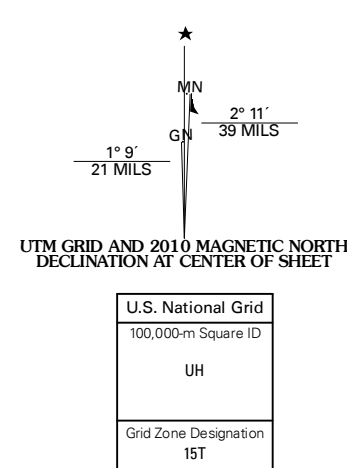 MN
2° 11´
39 MILS
GN
1° 9´
21 MILS
UTM GRID AND 2010 MAGNETIC NORTH
DECLINATION AT CENTER OF SHEET
U.S. National Grid
100,000-m Square ID
UH
Grid Zone Designation
15T